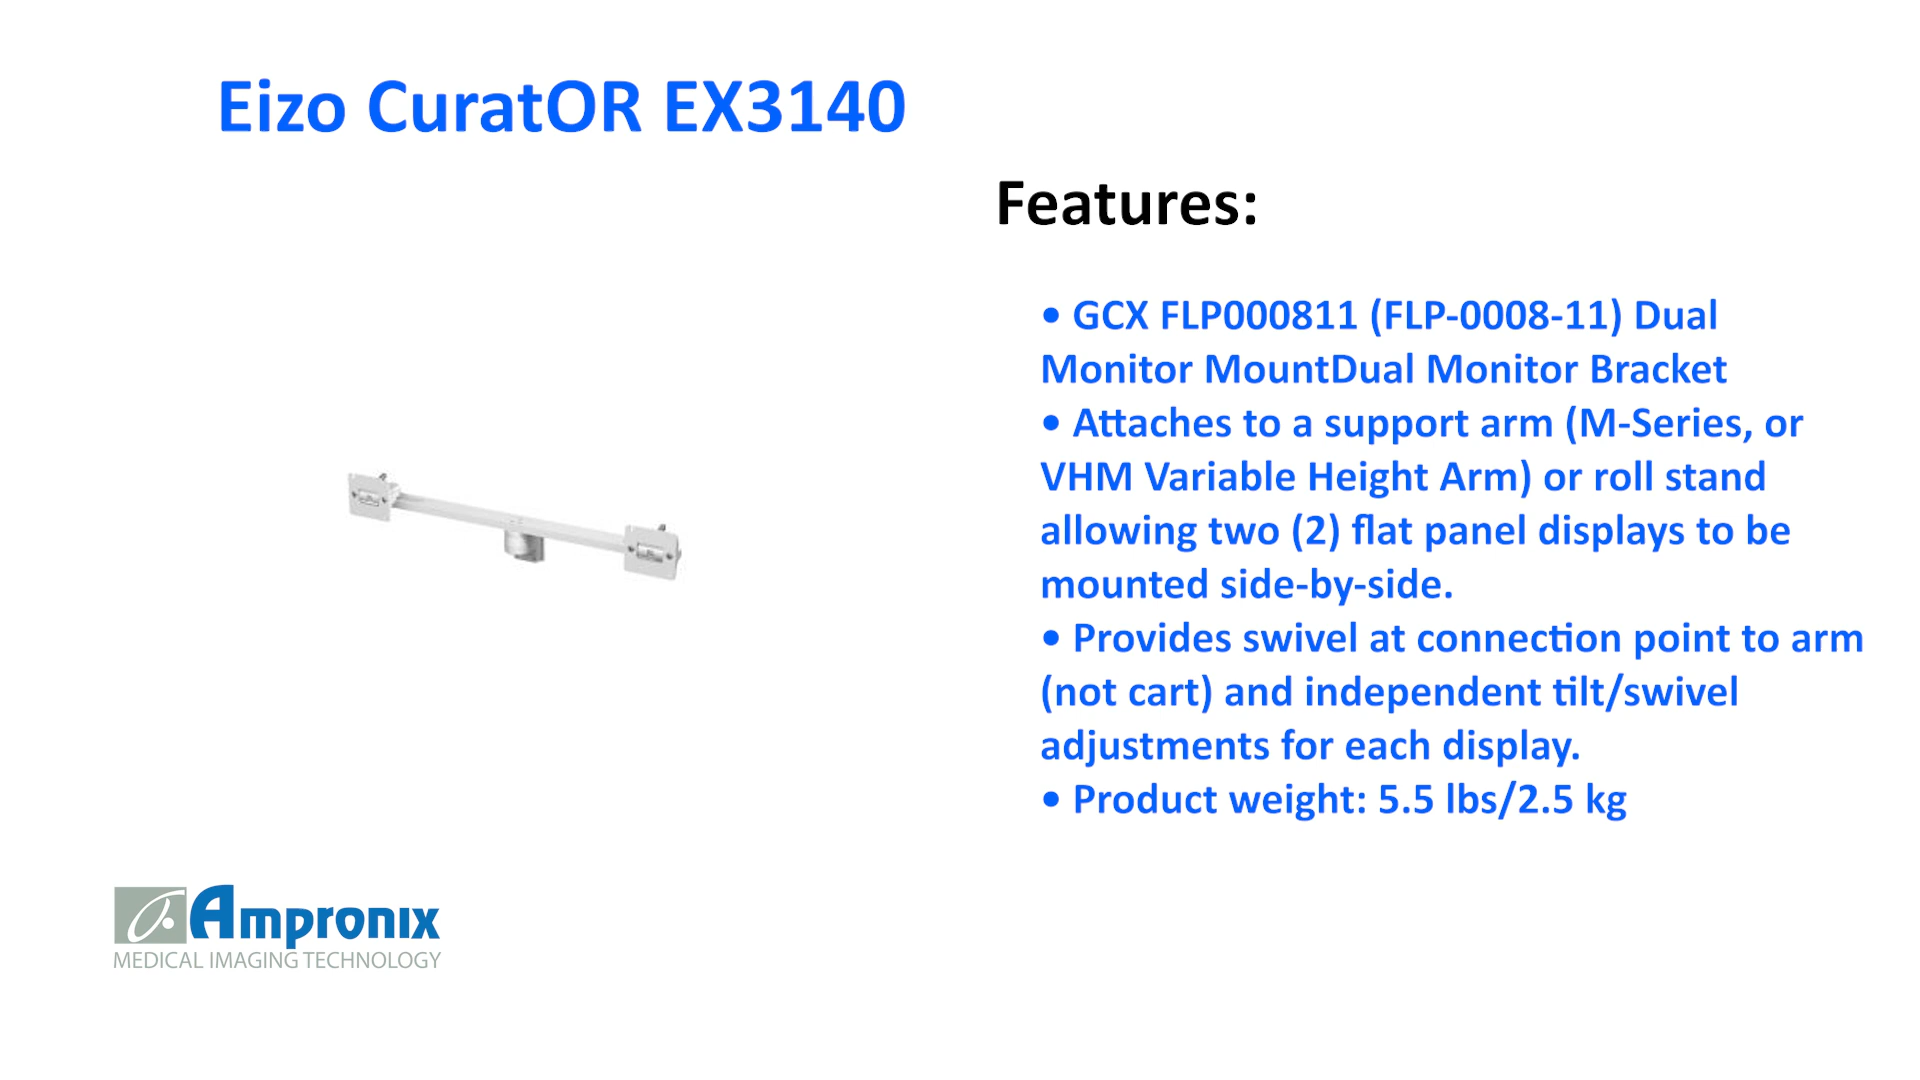 Eizo CuratOR EX3140
Features:
• GCX FLP000811 (FLP-0008-11) Dual
Monitor MountDual Monitor Bracket
• Attaches to a support arm (M-Series, or
VHM Variable Height Arm) or roll stand
allowing two (2) flat panel displays to be
mounted side-by-side.
• Provides swivel at connection point to arm
(not cart) and independent tilt/swivel
adjustments for each display.
• Product weight: 5.5 lbs/2.5 kg
Ampronix
MEDICAL IMAGING TECHNOLOGY